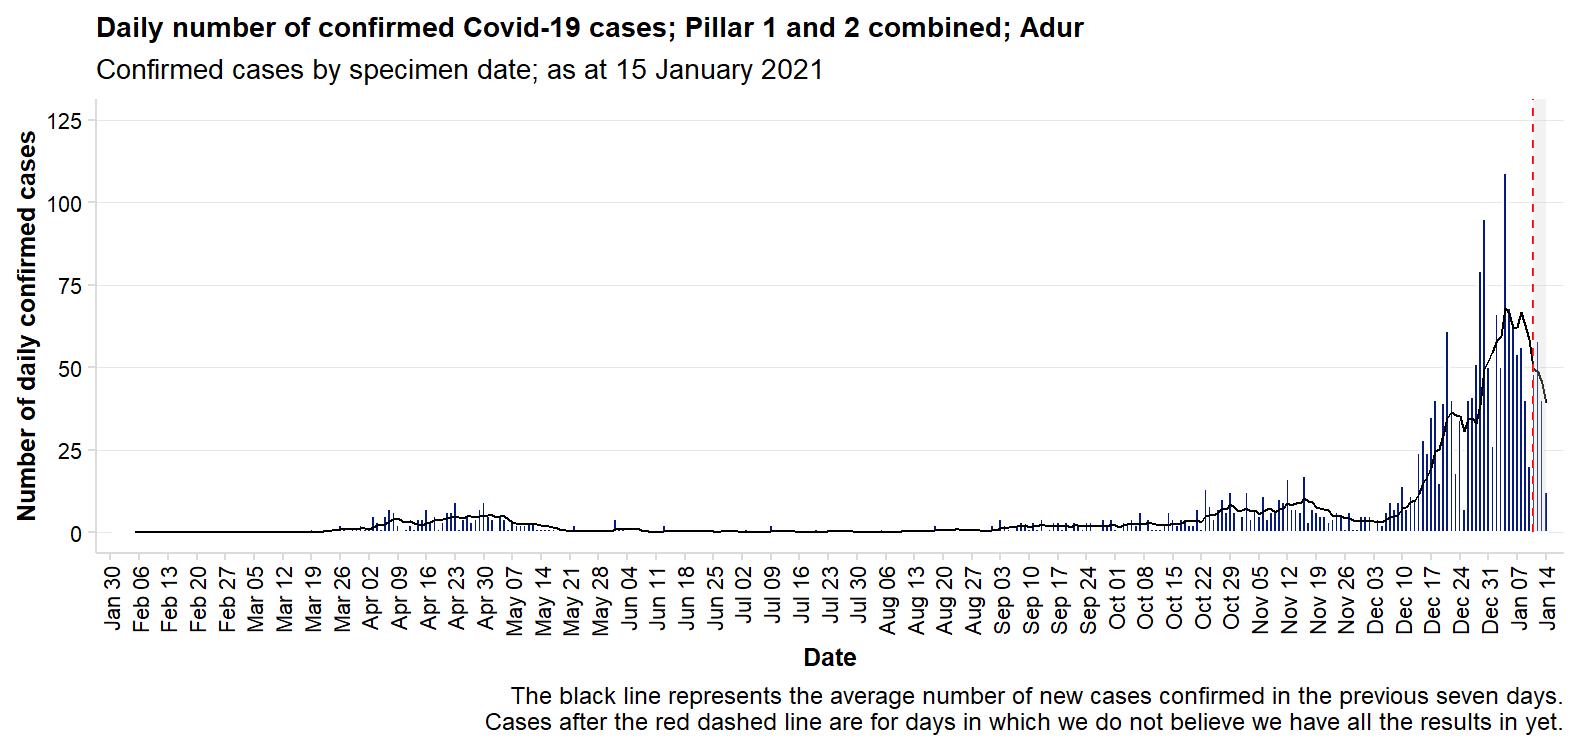 Daily number of confirmed Covid-19 cases; Pillar 1 and 2 combined; Adur
Confirmed cases by specimen date; as at 15 January 2021
Number of daily confirmed cases
125
100
75
50
25
0
Jan 30
Feb 06
Feb 13
Feb 20
Feb 27
Mar 05
Mar 12
Mar 19
Mar 26
Apr 02
Apr 09
Apr 16
Apr 23
Apr 30
May 07
May 14
May 21
May 28
Jun 04
Jun 11
Jun 18
Jun 25
Jul 02
Jul 09
Jul 16
Jul 23
Jul 30
Aug 06
Aug 13
Aug 20
Aug 27
Sep 03
Sep 10
Sep 17
Sep 24
Oct 01
Oct 08
Oct 15
Oct 22
Oct 29
Nov 05
Nov 12
Nov 19
Nov 26
Dec 03
Dec 10
Dec 17
Dec 24
Dec 31
Jan 07
Jan 14
Date
The black line represents the average number of new cases confirmed in the previous seven days.
Cases after the red dashed line are for days in which we do not believe we have all the results in yet.